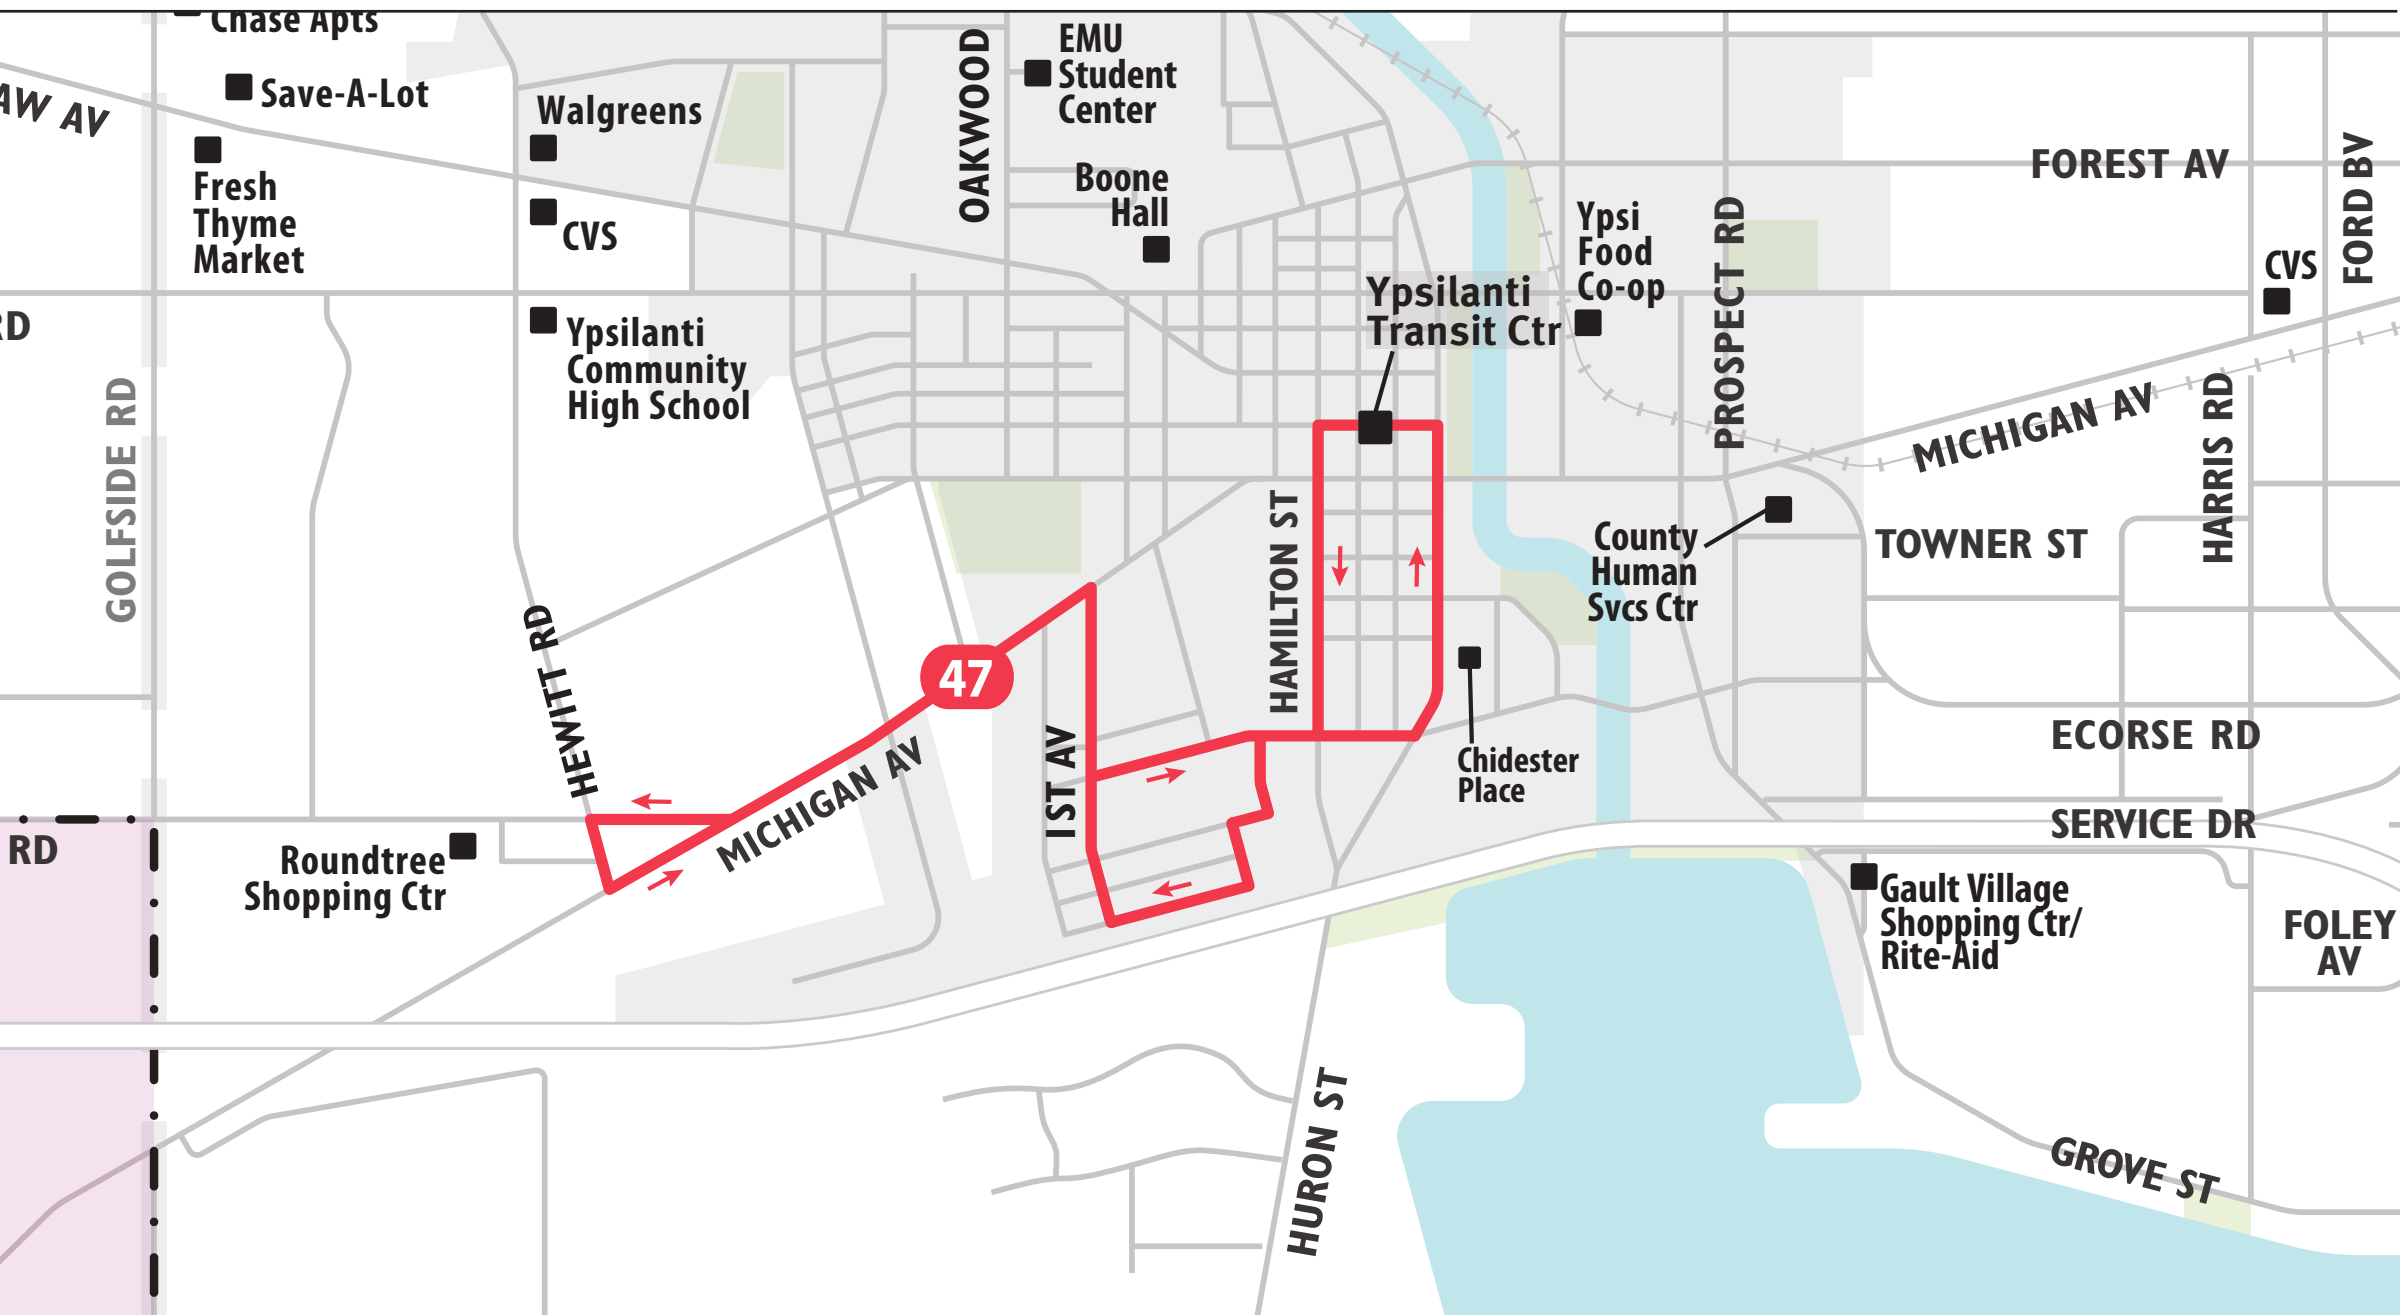 Chase Apts
Save-A-Lot
AW AV
Fresh
Thyme
Market
Walgreens
CVS
OAKWOOD
EMU
Student
Center
Boone
Hall
FOREST AV
FORD BV
CVS
Ypsi
Food
Co-op
PROSPECT RD
Ypsilanti
Transit Ctr
RD
Ypsilanti
Community
High School
GOLFSIDE RD
MICHIGAN AV
HARRIS RD
HAMILTON ST
County
Human
Svcs Ctr
TOWNER ST
HEWITT RD
47
1ST AV
MICHIGAN AV
Chidester
Place
ECORSE RD
SERVICE DR
RD
Roundtree
Shopping Ctr
Gault Village
Shopping Ctr/
Rite-Aid
FOLEY
AV
HURON ST
GROVE ST